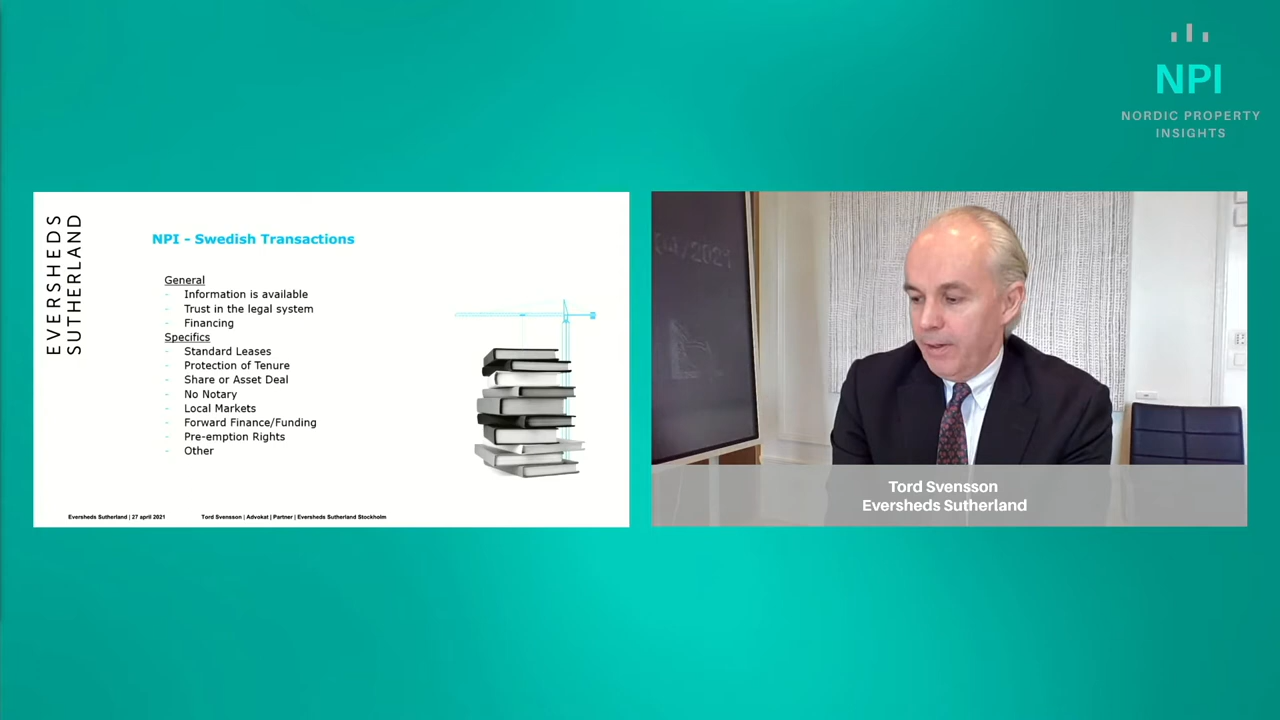 NPI
NORDIC PROPERTY
INSIGHTS
EVERSHEDS
SUTHERLAND
NPI - Swedish Transactions
General
- Information is available
- Trust in the legal system
- Financing
Specifics
- Standard Leases
- Protection of Tenure
- Share or Asset Deal
- No Notary
- Local Markets
- Forward Finance/Funding
- Pre-emption Rights
- Other
Eversheds Sutherland | 27 april 2021
Tord Svensson | Advokat | Partner | Eversheds Sutherland Stockholm
Tord Svensson
Eversheds Sutherland